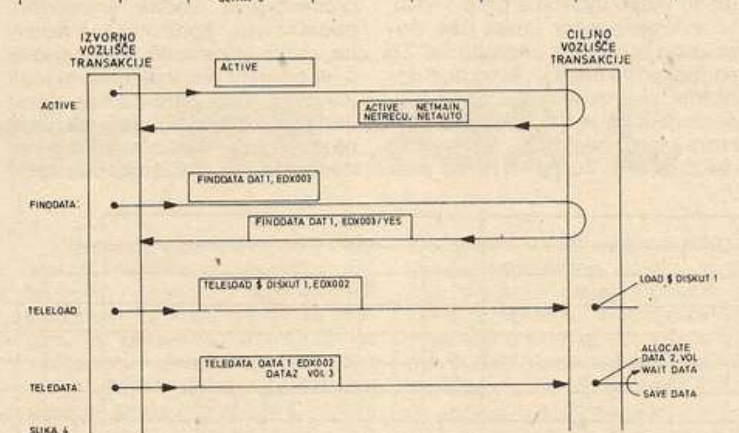 IZVORNO
VOZLIŠČE
TRANSAKCIJE
CILJNO
VOZLIŠČE
TRANSAKCIJE
ACTIVE
ACTIVE
ACTIVE NETMAIN,
NETRECU, NETAUTO
FINDDATA DAT1, EDX003
FINDDATA:
FINDDATA DAT1, EDX003/YES
TELELOAD $ DISKUT 1, EDX002
LOAD $ DISKUT 1
TELELOAD:
TELEDATA DATA 1 EDX002
DATA2 VOL 3
ALLOCATE
DATA 2, VOL
WAIT DATA
TELEDATA:
SAVE DATA
SLIKA 4